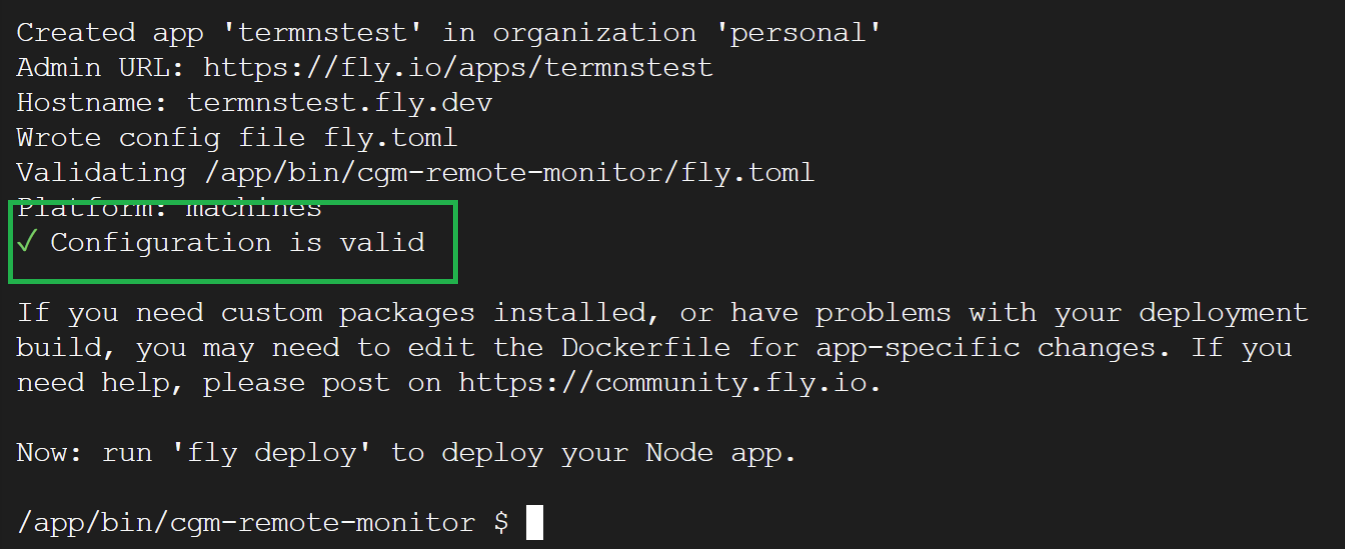 Created app 'termnstest' in organization 'personal'
Admin URL: https://fly.io/apps/termnstest
Hostname: termnstest.fly.dev
Wrote config file fly.toml
Validating /app/bin/cgm-remote-monitor/fly.toml
Platform: machines
✓ Configuration is valid
If you need custom packages installed, or have problems with your deployment
build, you may need to edit the Dockerfile for app-specific changes. If you
need help, please post on https://community.fly.io.
Now: run 'fly deploy' to deploy your Node app.
/app/bin/cgm-remote-monitor $